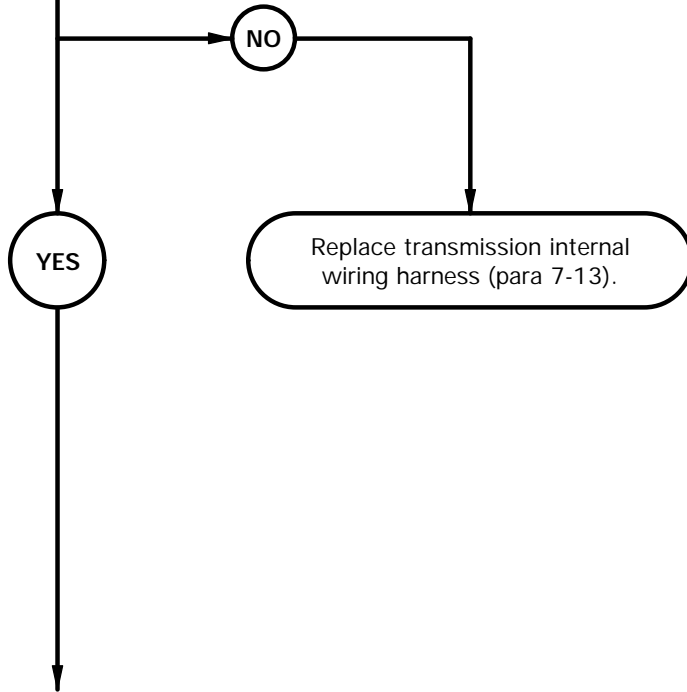 NO
YES
Replace transmission internal
wiring harness (para 7-13).